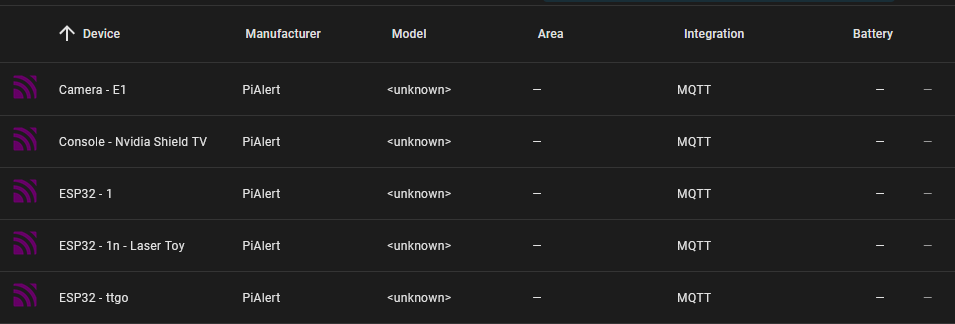 Device Manufacturer Model Area Integration Battery
Camera - E1 PiAlert <unknown> — MQTT — —
Console - Nvidia Shield TV PiAlert <unknown> — MQTT — —
ESP32 - 1 PiAlert <unknown> — MQTT — —
ESP32 - 1n - Laser Toy PiAlert <unknown> — MQTT — —
ESP32 - ttgo PiAlert <unknown> — MQTT — —